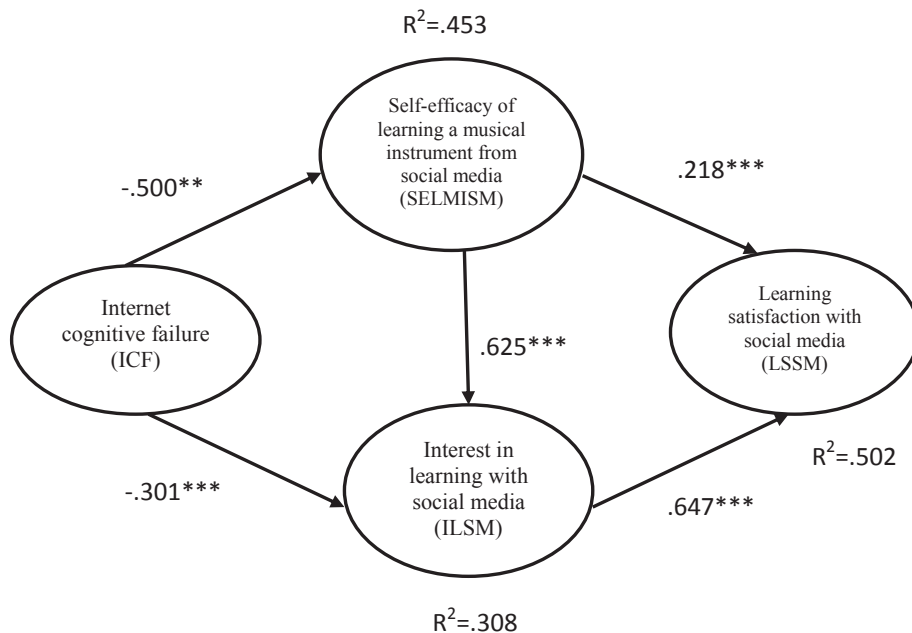 R²=.453
Self-efficacy of
learning a musical
instrument from
social media
(SELMISM)
-.500**
.218***
Internet
cognitive failure
(ICF)
Learning
satisfaction with
social media
(LSSM)
.625***
Interest in
learning with
social media
(ILSM)
R²=.502
-.301***
.647***
R²=.308